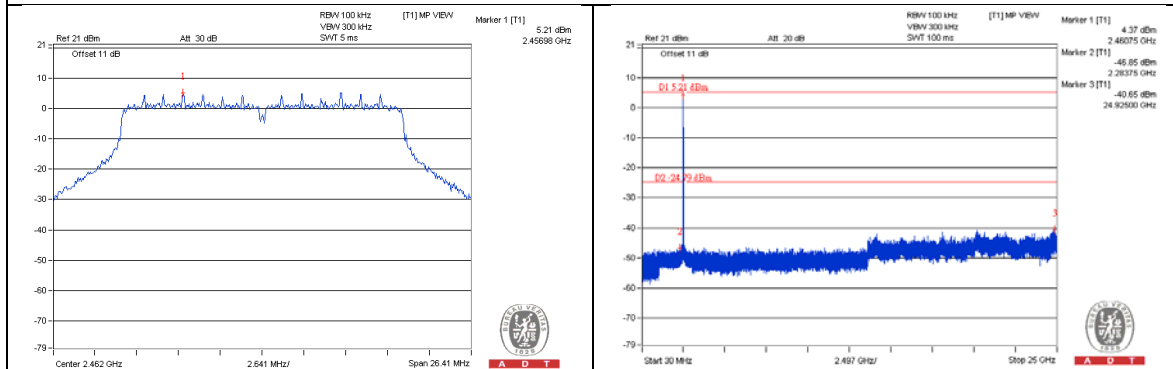 RBW 100 kHz
[T1] MP VIEW
VBW 300 kHz
Marker 1 [T1]
Ref 21 dBm
Att 30 dB
SWT 5 ms
5.21 dBm
2.45698 GHz
21
Offset 11 dB
10
1
0
-10
-20
-30
-40
-50
-60
-70
-79
Center 2.462 GHz
2.641 MHz/
Span 26.41 MHz
BUREAU VERITAS
1828
A D T
RBW 100 kHz
[T1] MP VIEW
VBW 300 kHz
Marker 1 [T1]
Ref 21 dBm
Att 20 dB
SWT 100 ms
4.37 dBm
2.46075 GHz
Marker 2 [T1]
-46.85 dBm
2.28375 GHz
Marker 3 [T1]
-40.65 dBm
24.92500 GHz
21
Offset 11 dB
10
1
D1 5.21 dBm
0
-10
-20
D2 -24.79 dBm
-30
3
-40
2
-50
-60
-70
-79
Start 30 MHz
2.497 GHz/
Stop 25 GHz
BUREAU VERITAS
1828
A D T